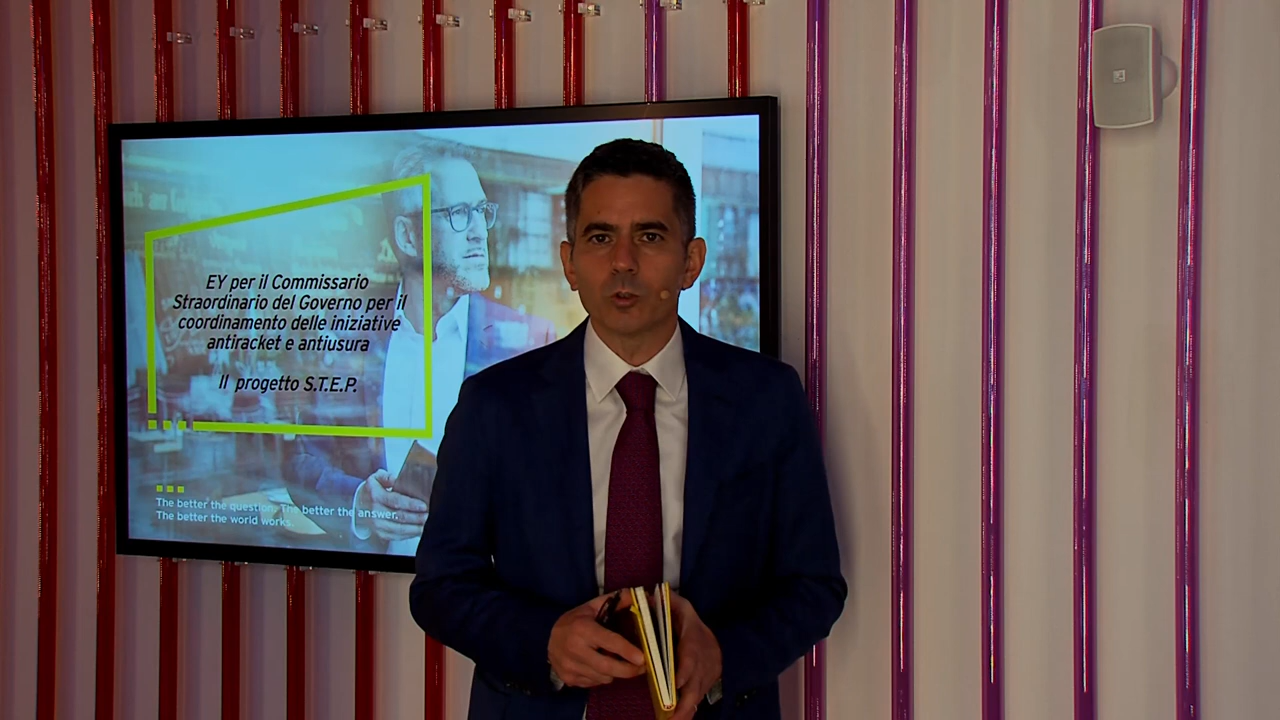 EY per il Commissario
Straordinario del Governo per il
coordinamento delle iniziative
antiracket e antiusura
Il progetto S.T.E.P.
The better the question. The better the answer.
The better the world works.